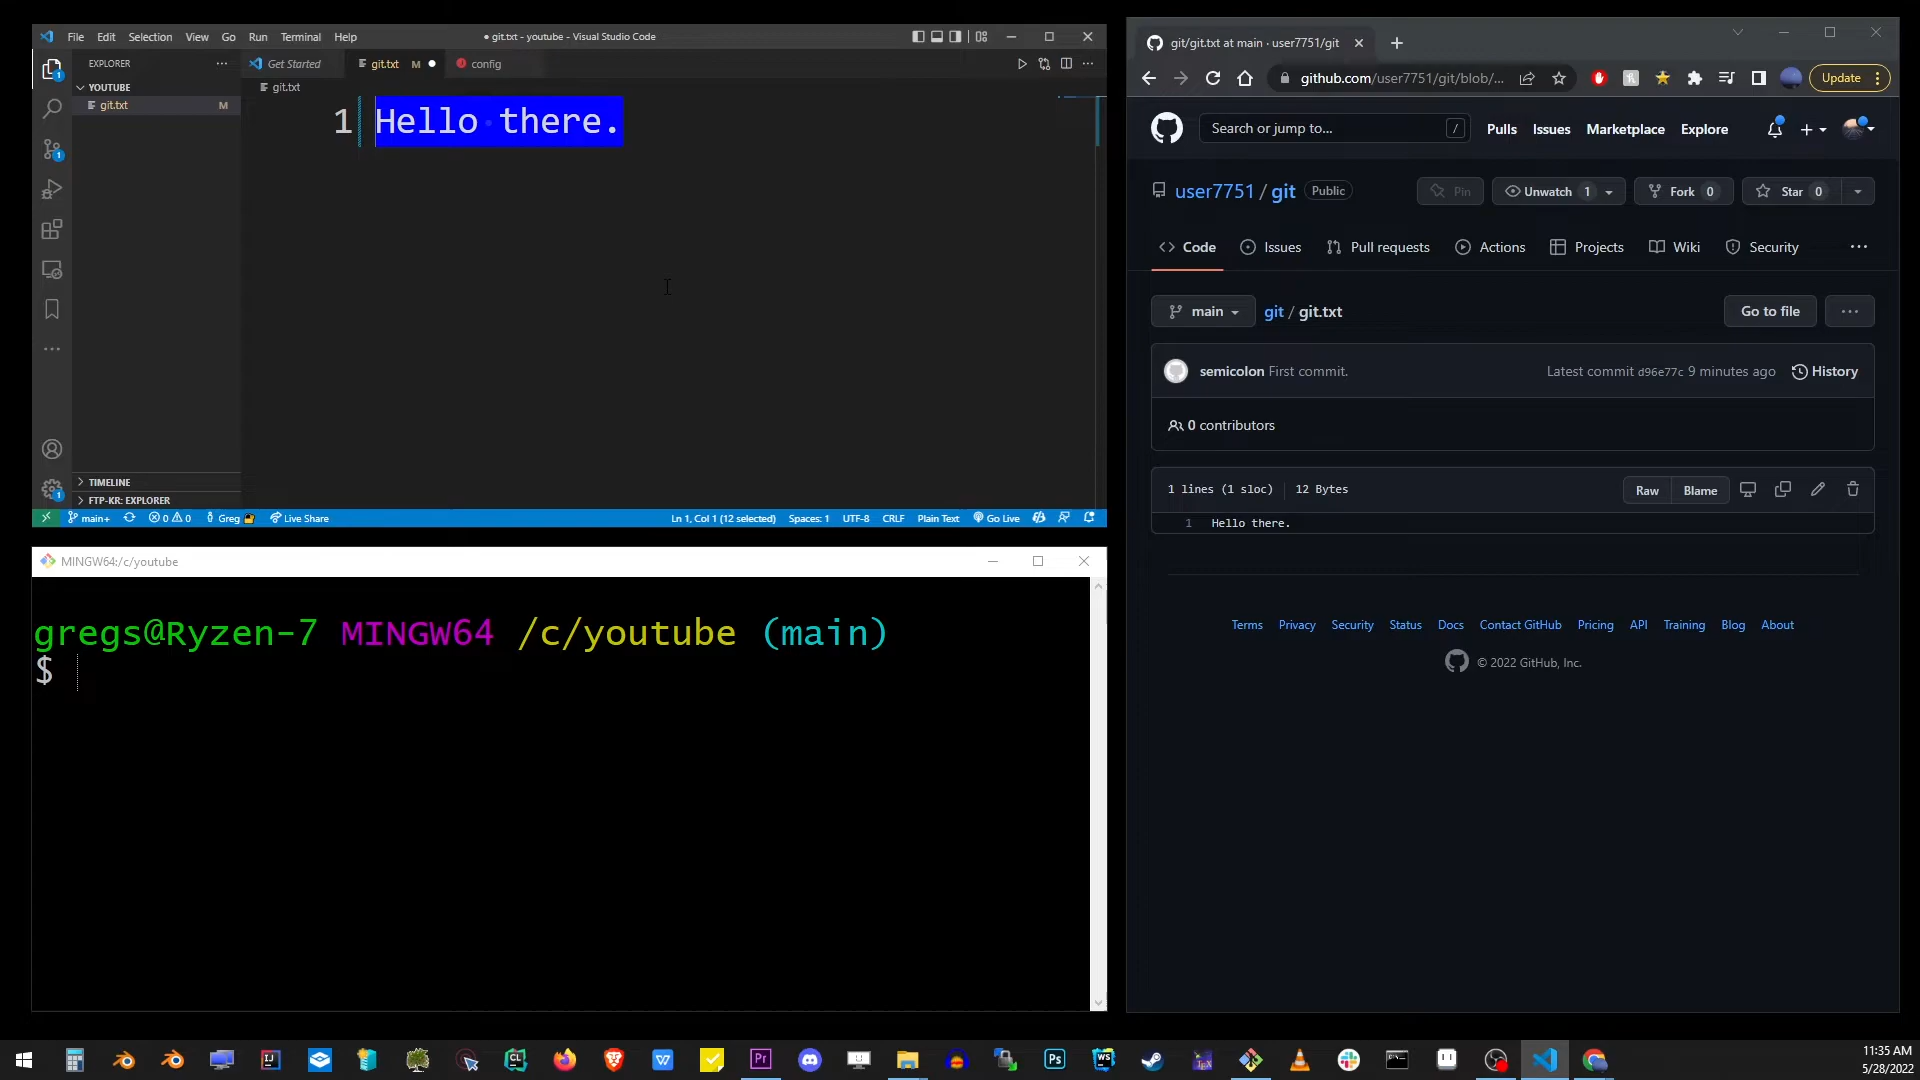 File Edit Selection View Go Run Terminal Help
● git.txt - youtube - Visual Studio Code
EXPLORER
Get Started
git.txt M ●
config
YOUTUBE
git.txt
git.txt M
1 Hello there.
TIMELINE
FTP-KR: EXPLORER
main+ 0 0 Greg Live Share
Ln 1, Col 1 (12 selected) Spaces: 1 UTF-8 CRLF Plain Text Go Live
MINGW64:/c/youtube
gregs@Ryzen-7 MINGW64 /c/youtube (main)
$
git/git.txt at main · user7751/git
github.com/user7751/git/blob/...
Update
Search or jump to... /
Pulls Issues Marketplace Explore
user7751 / git Public
Pin Unwatch 1 Fork 0 Star 0
Code Issues Pull requests Actions Projects Wiki Security
main git / git.txt Go to file
semicolon First commit. Latest commit d96e77c 9 minutes ago History
0 contributors
1 lines (1 sloc) 12 Bytes Raw Blame
1 Hello there.
Terms Privacy Security Status Docs Contact GitHub Pricing API Training Blog About
© 2022 GitHub, Inc.
11:35 AM
5/28/2022